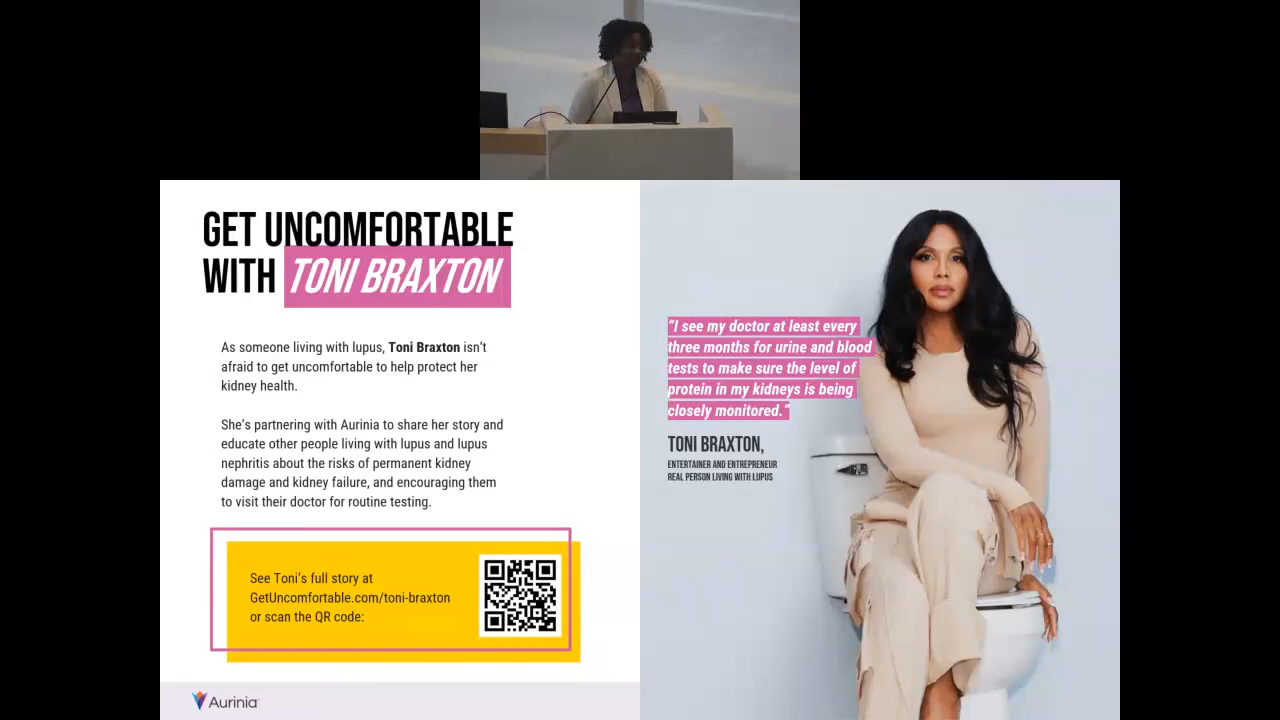 GET UNCOMFORTABLE
WITH TONI BRAXTON
As someone living with lupus, Toni Braxton isn't
afraid to get uncomfortable to help protect her
kidney health.
She's partnering with Aurinia to share her story and
educate other people living with lupus and lupus
nephritis about the risks of permanent kidney
damage and kidney failure, and encouraging them
to visit their doctor for routine testing.
See Toni's full story at
GetUncomfortable.com/toni-braxton
or scan the QR code:
Aurinia
"I see my doctor at least every
three months for urine and blood
tests to make sure the level of
protein in my kidneys is being
closely monitored."
TONI BRAXTON,
ENTERTAINER AND ENTREPRENEUR
REAL PERSON LIVING WITH LUPUS